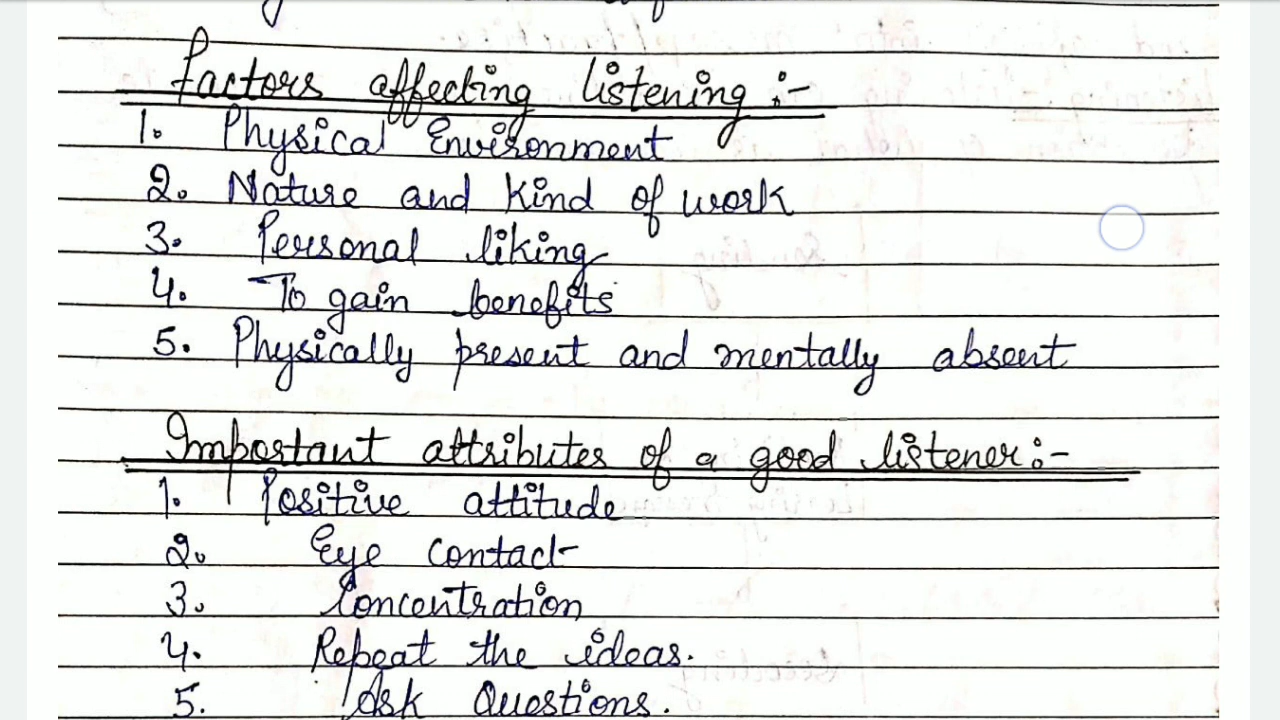 Factors affecting listening :-
1. Physical Environment
2. Nature and kind of work
3. Personal liking
4. To gain benefits
5. Physically present and mentally absent
Important attributes of a good listener:-
1. Positive attitude
2. Eye contact
3. Concentration
4. Repeat the ideas.
5. Ask Questions.